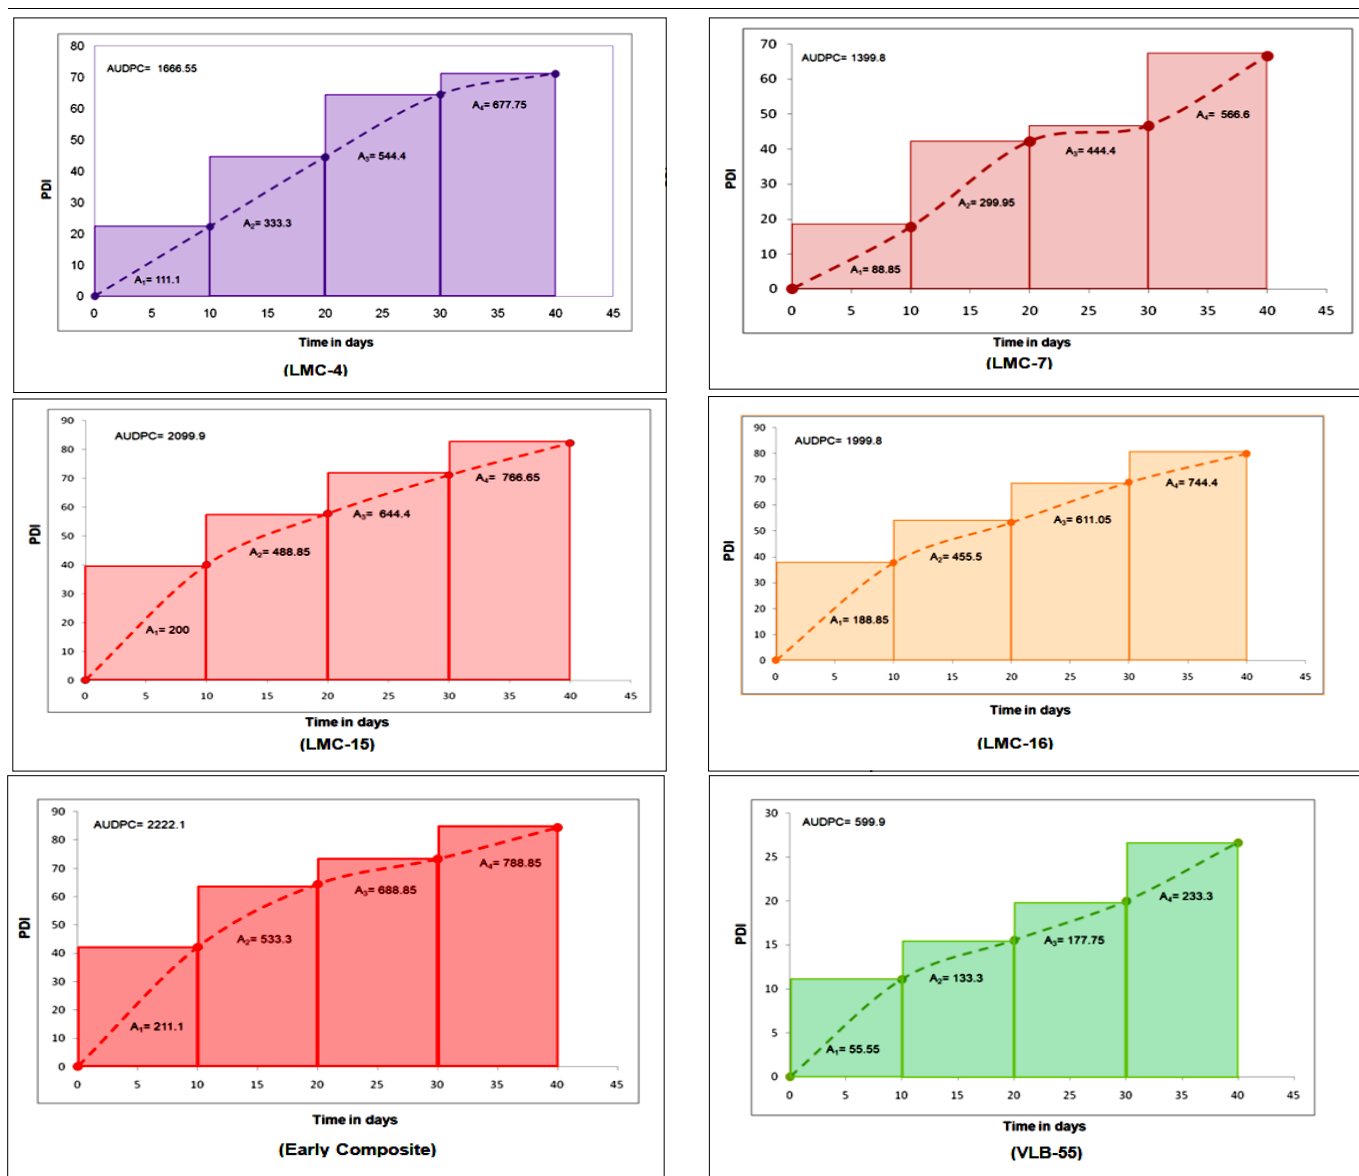 AUDPC= 1666.55
80
70
60
50
40
30
20
10
0
PDI
A₁= 111.1
A₂= 333.3
A₃= 544.4
A₄= 677.75
0 5 10 15 20 25 30 35 40 45
Time in days
(LMC-4)
AUDPC= 1399.8
70
60
50
40
30
20
10
0
PDI
A₁= 88.85
A₂= 299.95
A₃= 444.4
A₄= 566.6
0 5 10 15 20 25 30 35 40 45
Time in days
(LMC-7)
AUDPC= 2099.9
90
80
70
60
50
40
30
20
10
0
PDI
A₁= 200
A₂= 488.85
A₃= 644.4
A₄= 766.65
0 5 10 15 20 25 30 35 40 45
Time in days
(LMC-15)
AUDPC= 1999.8
90
80
70
60
50
40
30
20
10
0
PDI
A₁= 188.85
A₂= 455.5
A₃= 611.05
A₄= 744.4
0 5 10 15 20 25 30 35 40 45
Time in days
(LMC-16)
AUDPC= 2222.1
90
80
70
60
50
40
30
20
10
0
PDI
A₁= 211.1
A₂= 533.3
A₃= 688.85
A₄= 788.85
0 5 10 15 20 25 30 35 40 45
Time in days
(Early Composite)
AUDPC= 599.9
30
25
20
15
10
5
0
PDI
A₁= 55.55
A₂= 133.3
A₃= 177.75
A₄= 233.3
0 5 10 15 20 25 30 35 40 45
Time in days
(VLB-55)